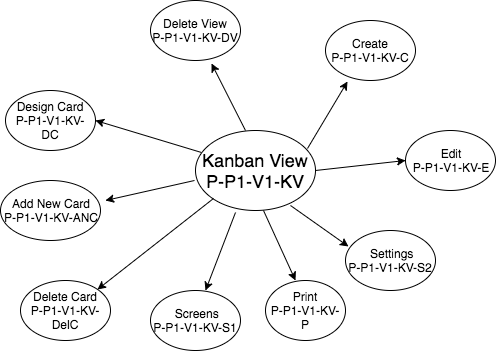 Delete View
P-P1-V1-KV-DV
Create
P-P1-V1-KV-C
Design Card
P-P1-V1-KV-
DC
Kanban View
P-P1-V1-KV
Edit
P-P1-V1-KV-E
Add New Card
P-P1-V1-KV-ANC
Settings
P-P1-V1-KV-S2
Delete Card
P-P1-V1-KV-
DelC
Screens
P-P1-V1-KV-S1
Print
P-P1-V1-KV-
P